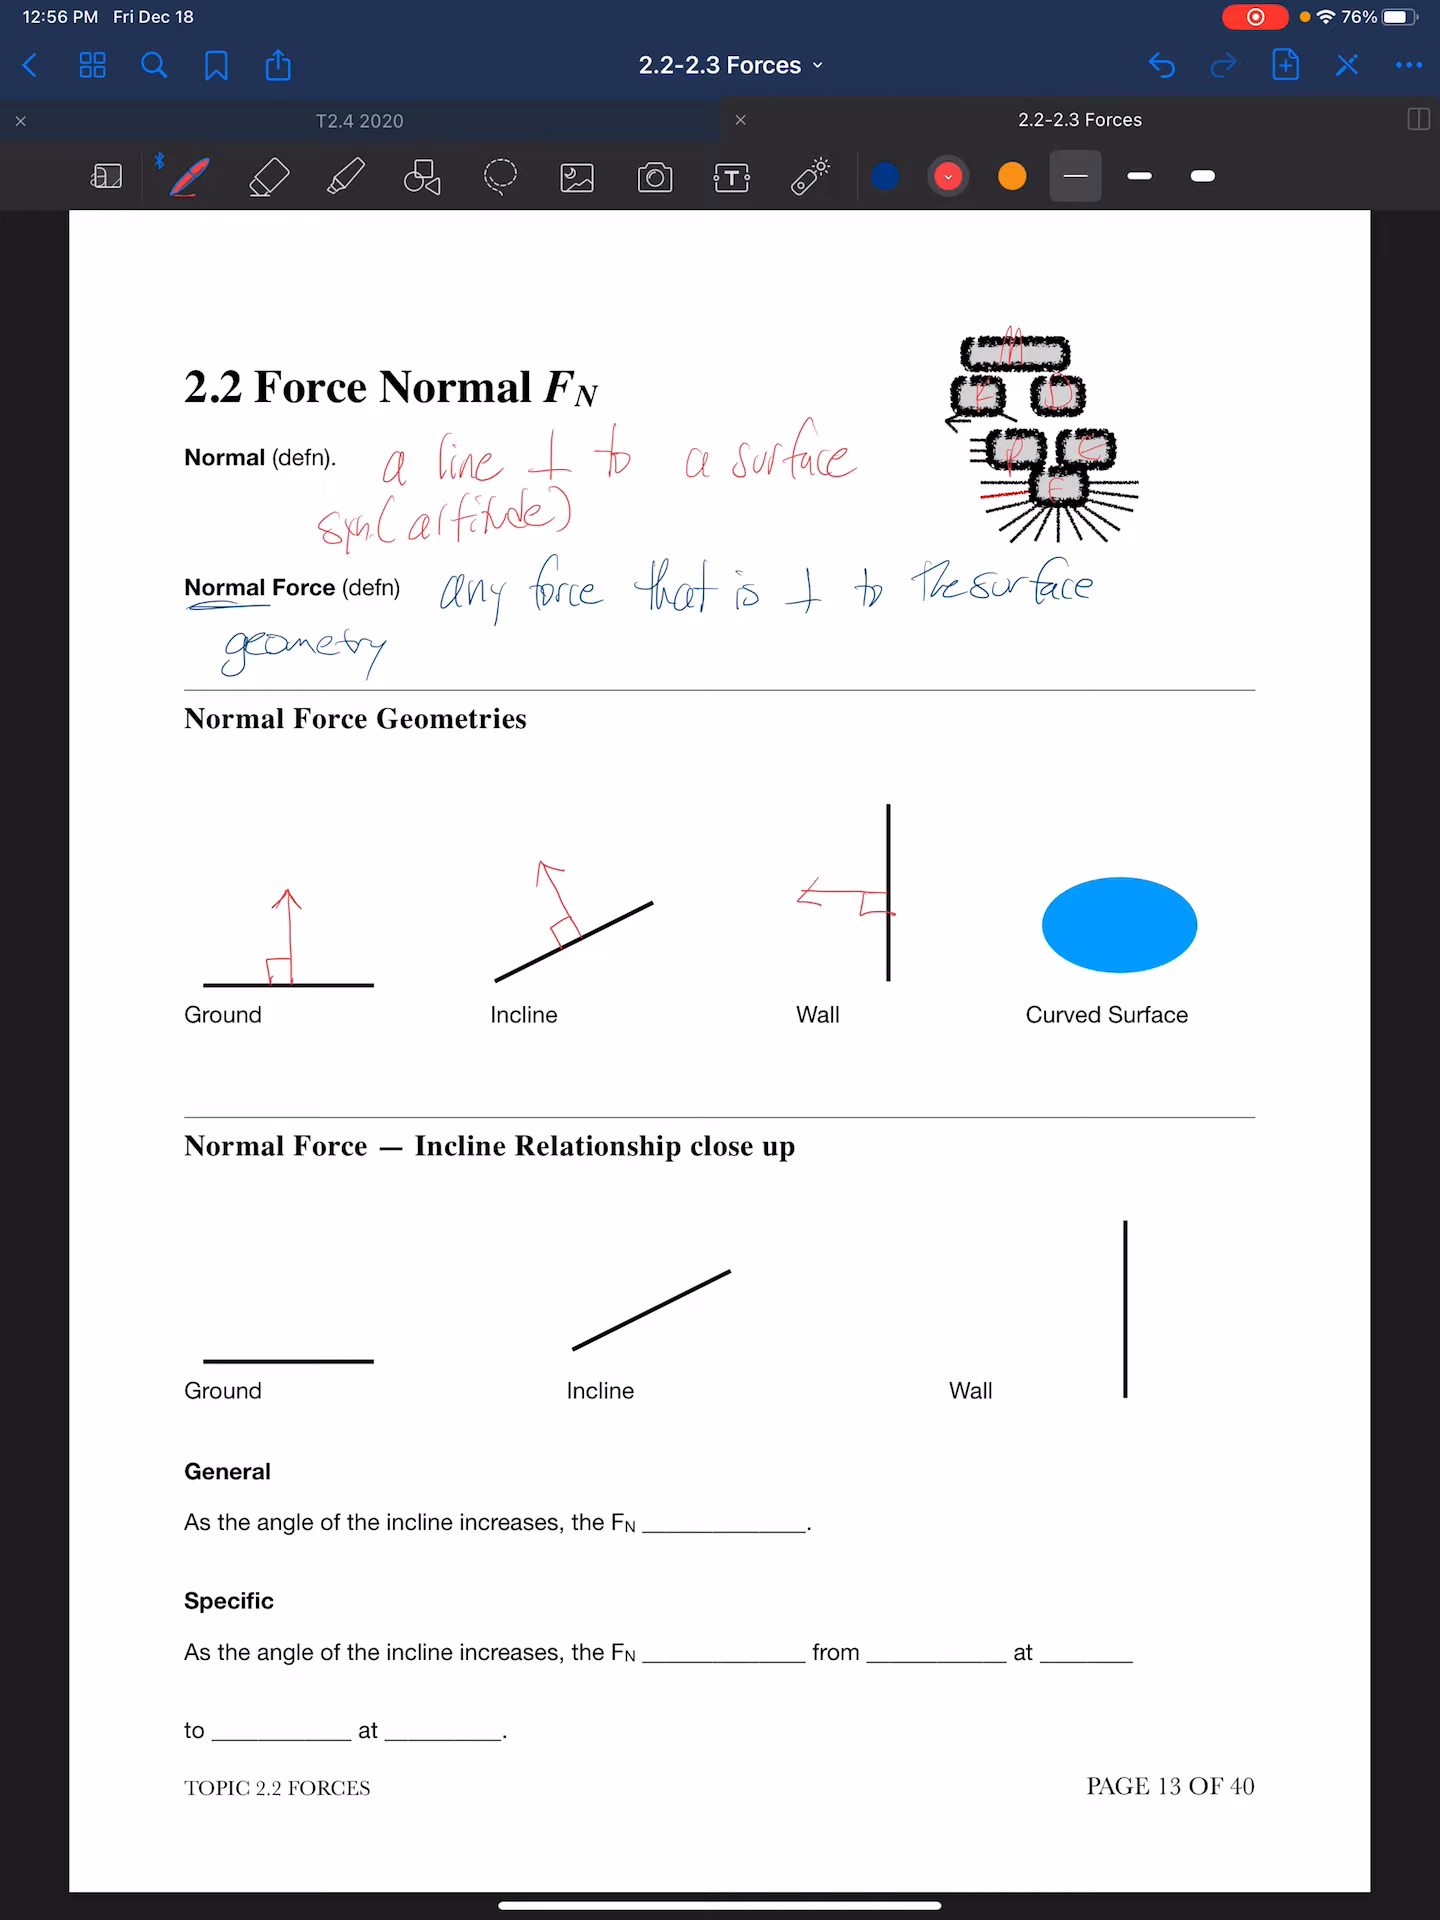 12:56 PM Fri Dec 18
76%
2.2-2.3 Forces
T2.4 2020
2.2-2.3 Forces
2.2 Force Normal FN
M
K D
P E
F
Normal (defn). a line ⊥ to a surface
syn. (altitude)
Normal Force (defn) any force that is ⊥ to the surface
geometry
Normal Force Geometries
Ground Incline Wall Curved Surface
Normal Force — Incline Relationship close up
Ground Incline Wall
General
As the angle of the incline increases, the FN ____________.
Specific
As the angle of the incline increases, the FN ____________ from __________ at _______
to __________ at ________.
TOPIC 2.2 FORCES PAGE 13 OF 40